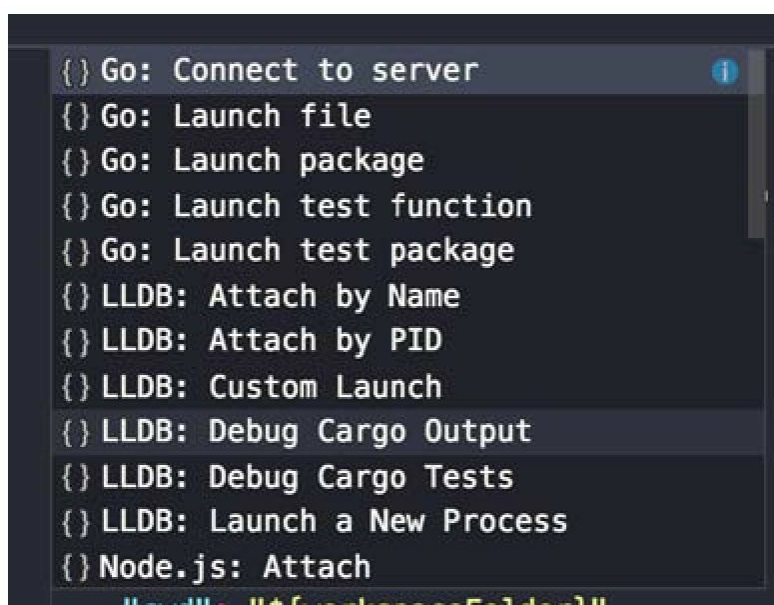 {} Go: Connect to server
{} Go: Launch file
{} Go: Launch package
{} Go: Launch test function
{} Go: Launch test package
{} LLDB: Attach by Name
{} LLDB: Attach by PID
{} LLDB: Custom Launch
{} LLDB: Debug Cargo Output
{} LLDB: Debug Cargo Tests
{} LLDB: Launch a New Process
{} Node.js: Attach
"cwd": "${workspaceFolder}"